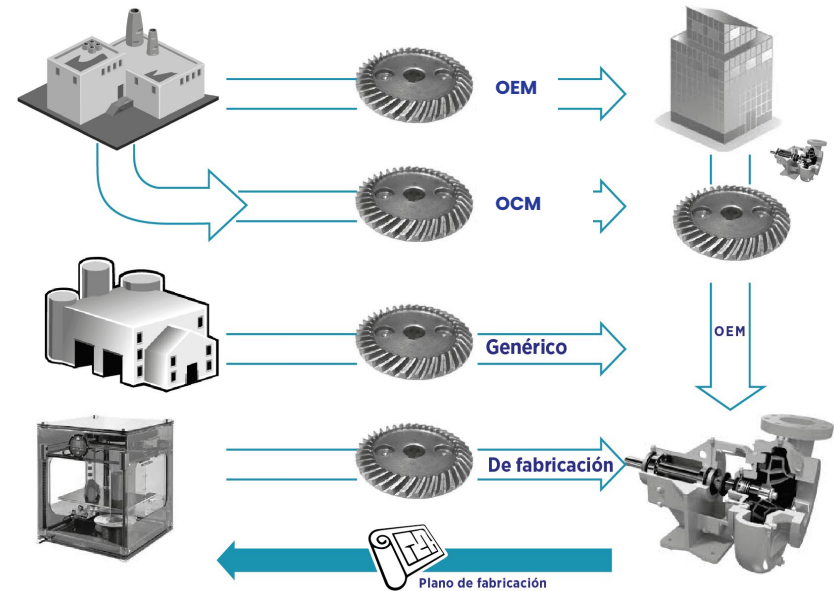 OEM
OCM
OEM
Genérico
De fabricación
Plano de fabricación